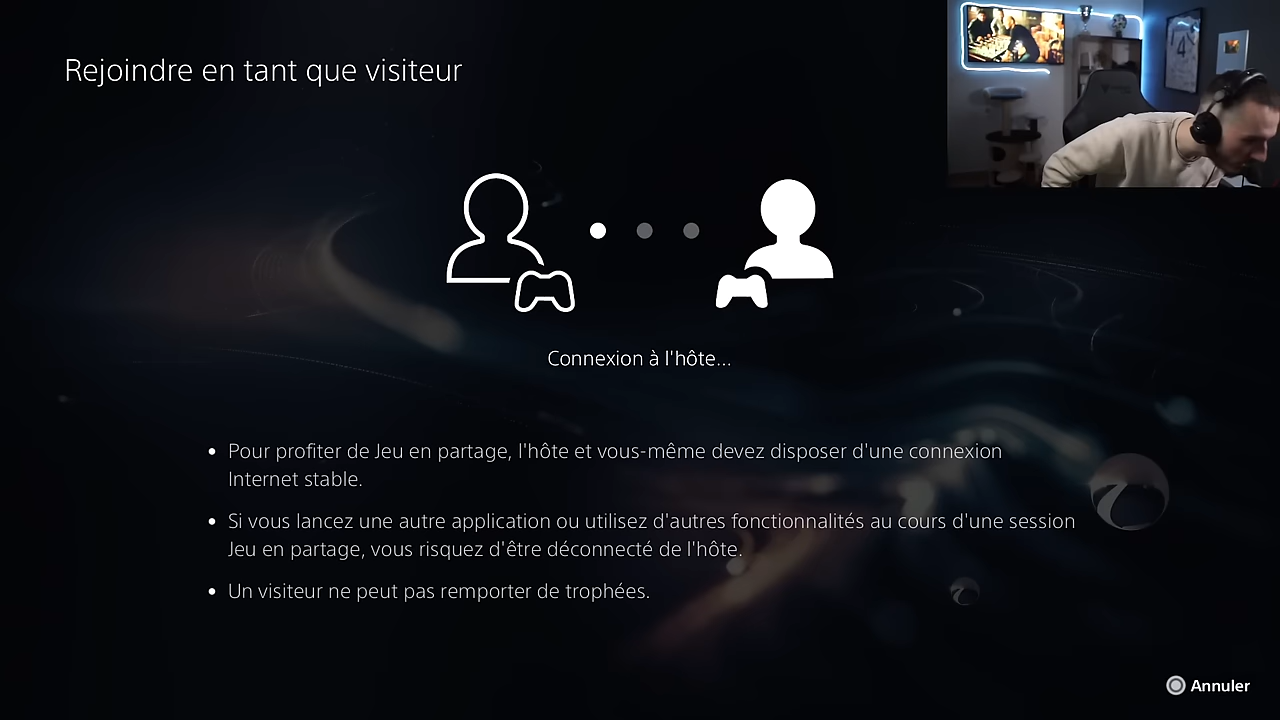 Rejoindre en tant que visiteur
Connexion à l'hôte...
• Pour profiter de Jeu en partage, l'hôte et vous-même devez disposer d'une connexion
Internet stable.
• Si vous lancez une autre application ou utilisez d'autres fonctionnalités au cours d'une session
Jeu en partage, vous risquez d'être déconnecté de l'hôte.
• Un visiteur ne peut pas remporter de trophées.
Annuler
4